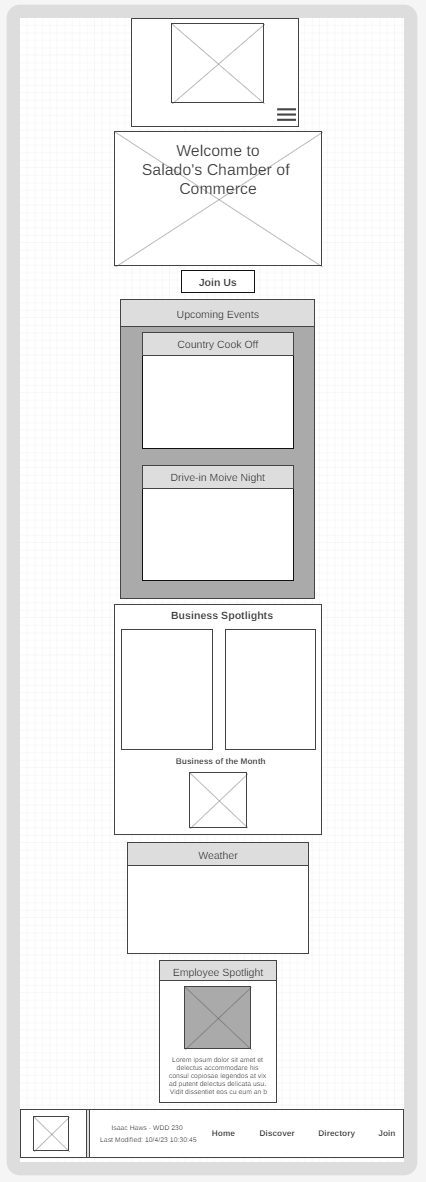 Welcome to
Salado's Chamber of
Commerce
Join Us
Upcoming Events
Country Cook Off
Drive-in Moive Night
Business Spotlights
Business of the Month
Weather
Employee Spotlight
Lorem ipsum dolor sit amet et
delectus accommodare his
consul copiosae legendos at vix
ad putent delectus delicata usu.
Vidit dissentiet eos cu eum an b
Isaac Haws - WDD 230
Last Modified: 10/4/23 10:30:45
Home Discover Directory Join